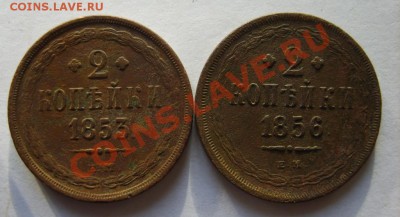 COINS.LAVE.RU
2
КОПѢЙКИ
1853
2
КОПѢЙКИ
1856
Е.М.
COINS.LAVE.RU